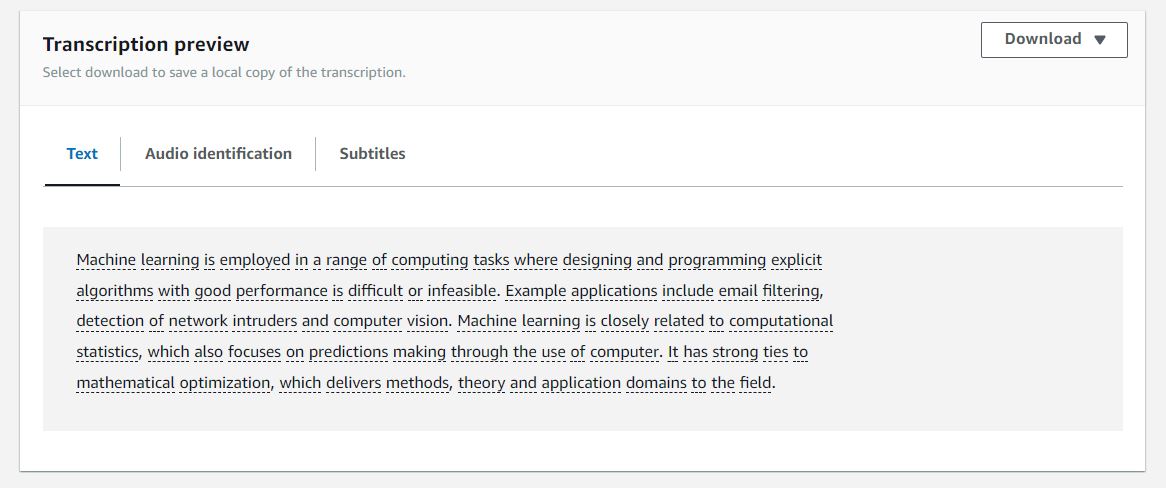 Transcription preview
Download
Select download to save a local copy of the transcription.
Text
Audio identification
Subtitles
Machine learning is employed in a range of computing tasks where designing and programming explicit
algorithms with good performance is difficult or infeasible. Example applications include email filtering,
detection of network intruders and computer vision. Machine learning is closely related to computational
statistics, which also focuses on predictions making through the use of computer. It has strong ties to
mathematical optimization, which delivers methods, theory and application domains to the field.